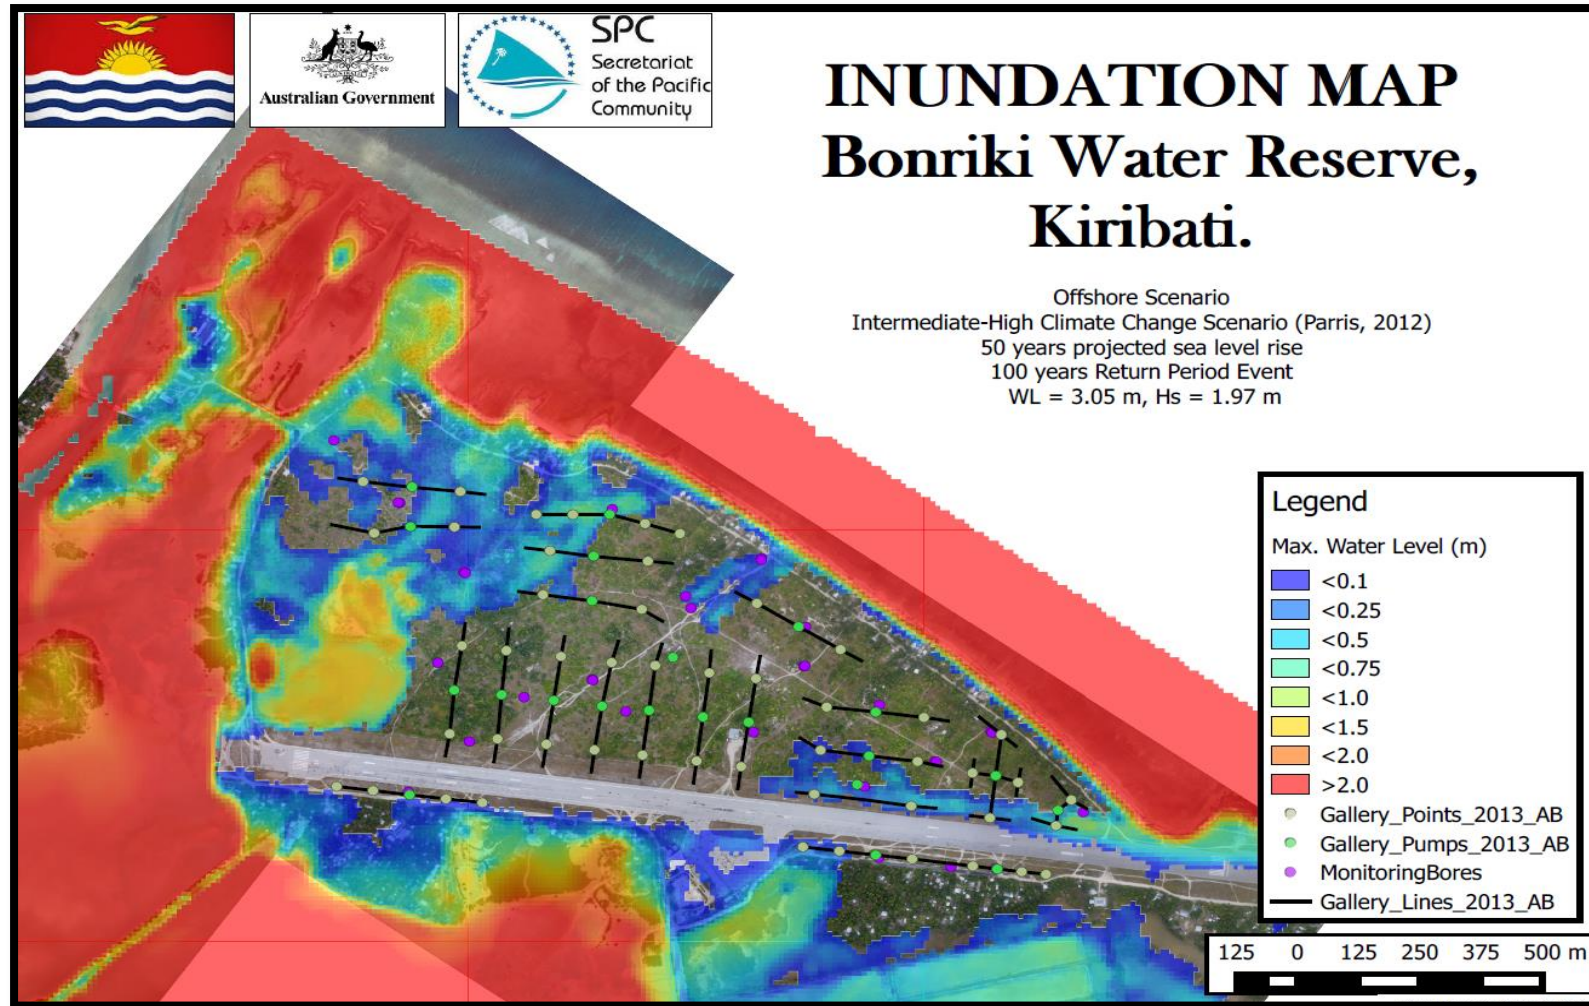 Australian Government
SPC
Secretariat
of the Pacific
Community
INUNDATION MAP
Bonriki Water Reserve,
Kiribati.
Offshore Scenario
Intermediate-High Climate Change Scenario (Parris, 2012)
50 years projected sea level rise
100 years Return Period Event
WL = 3.05 m, Hs = 1.97 m
Legend
Max. Water Level (m)
<0.1
<0.25
<0.5
<0.75
<1.0
<1.5
<2.0
>2.0
Gallery_Points_2013_AB
Gallery_Pumps_2013_AB
MonitoringBores
Gallery_Lines_2013_AB
125 0 125 250 375 500 m